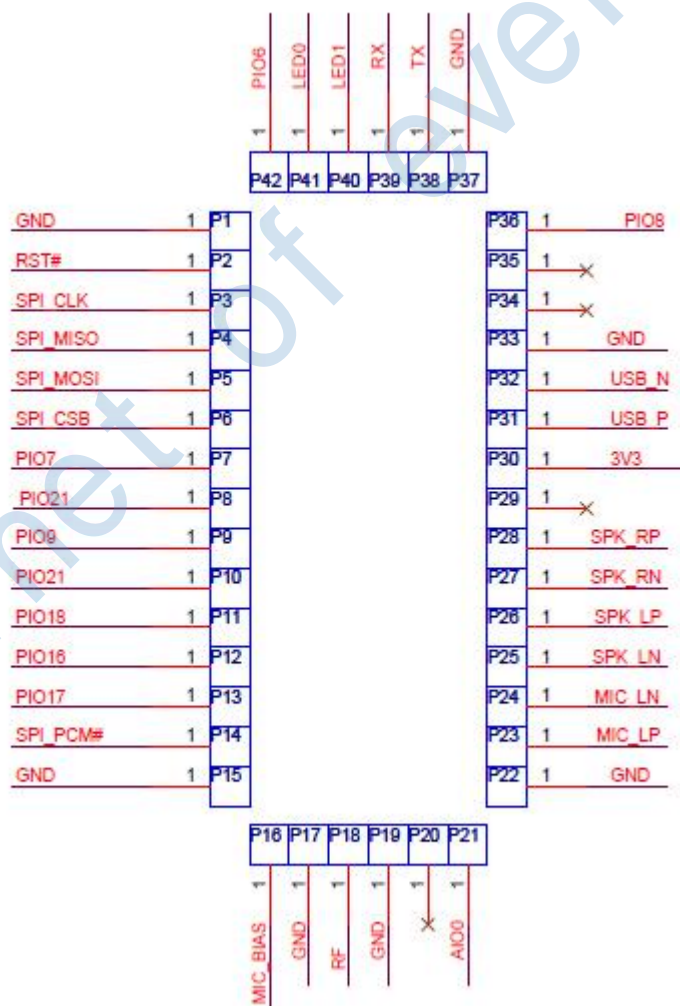 PIO6 LED0 LED1 RX TX GND
1 1 1 1 1 1
P42 P41 P40 P39 P38 P37
GND 1 P1 P36 1 PIO8
RST# 1 P2 P35 1
SPI_CLK 1 P3 P34 1
SPI_MISO 1 P4 P33 1 GND
SPI_MOSI 1 P5 P32 1 USB_N
SPI_CSB 1 P6 P31 1 USB_P
PIO7 1 P7 P30 1 3V3
PIO21 1 P8 P29 1
PIO9 1 P9 P28 1 SPK_RP
PIO21 1 P10 P27 1 SPK_RN
PIO18 1 P11 P26 1 SPK_LP
PIO16 1 P12 P25 1 SPK_LN
PIO17 1 P13 P24 1 MIC_LN
SPI_PCM# 1 P14 P23 1 MIC_LP
GND 1 P15 P22 1 GND
P16 P17 P18 P19 P20 P21
1 1 1 1 1 1
MIC_BIAS GND RF GND AIO0
net of ever